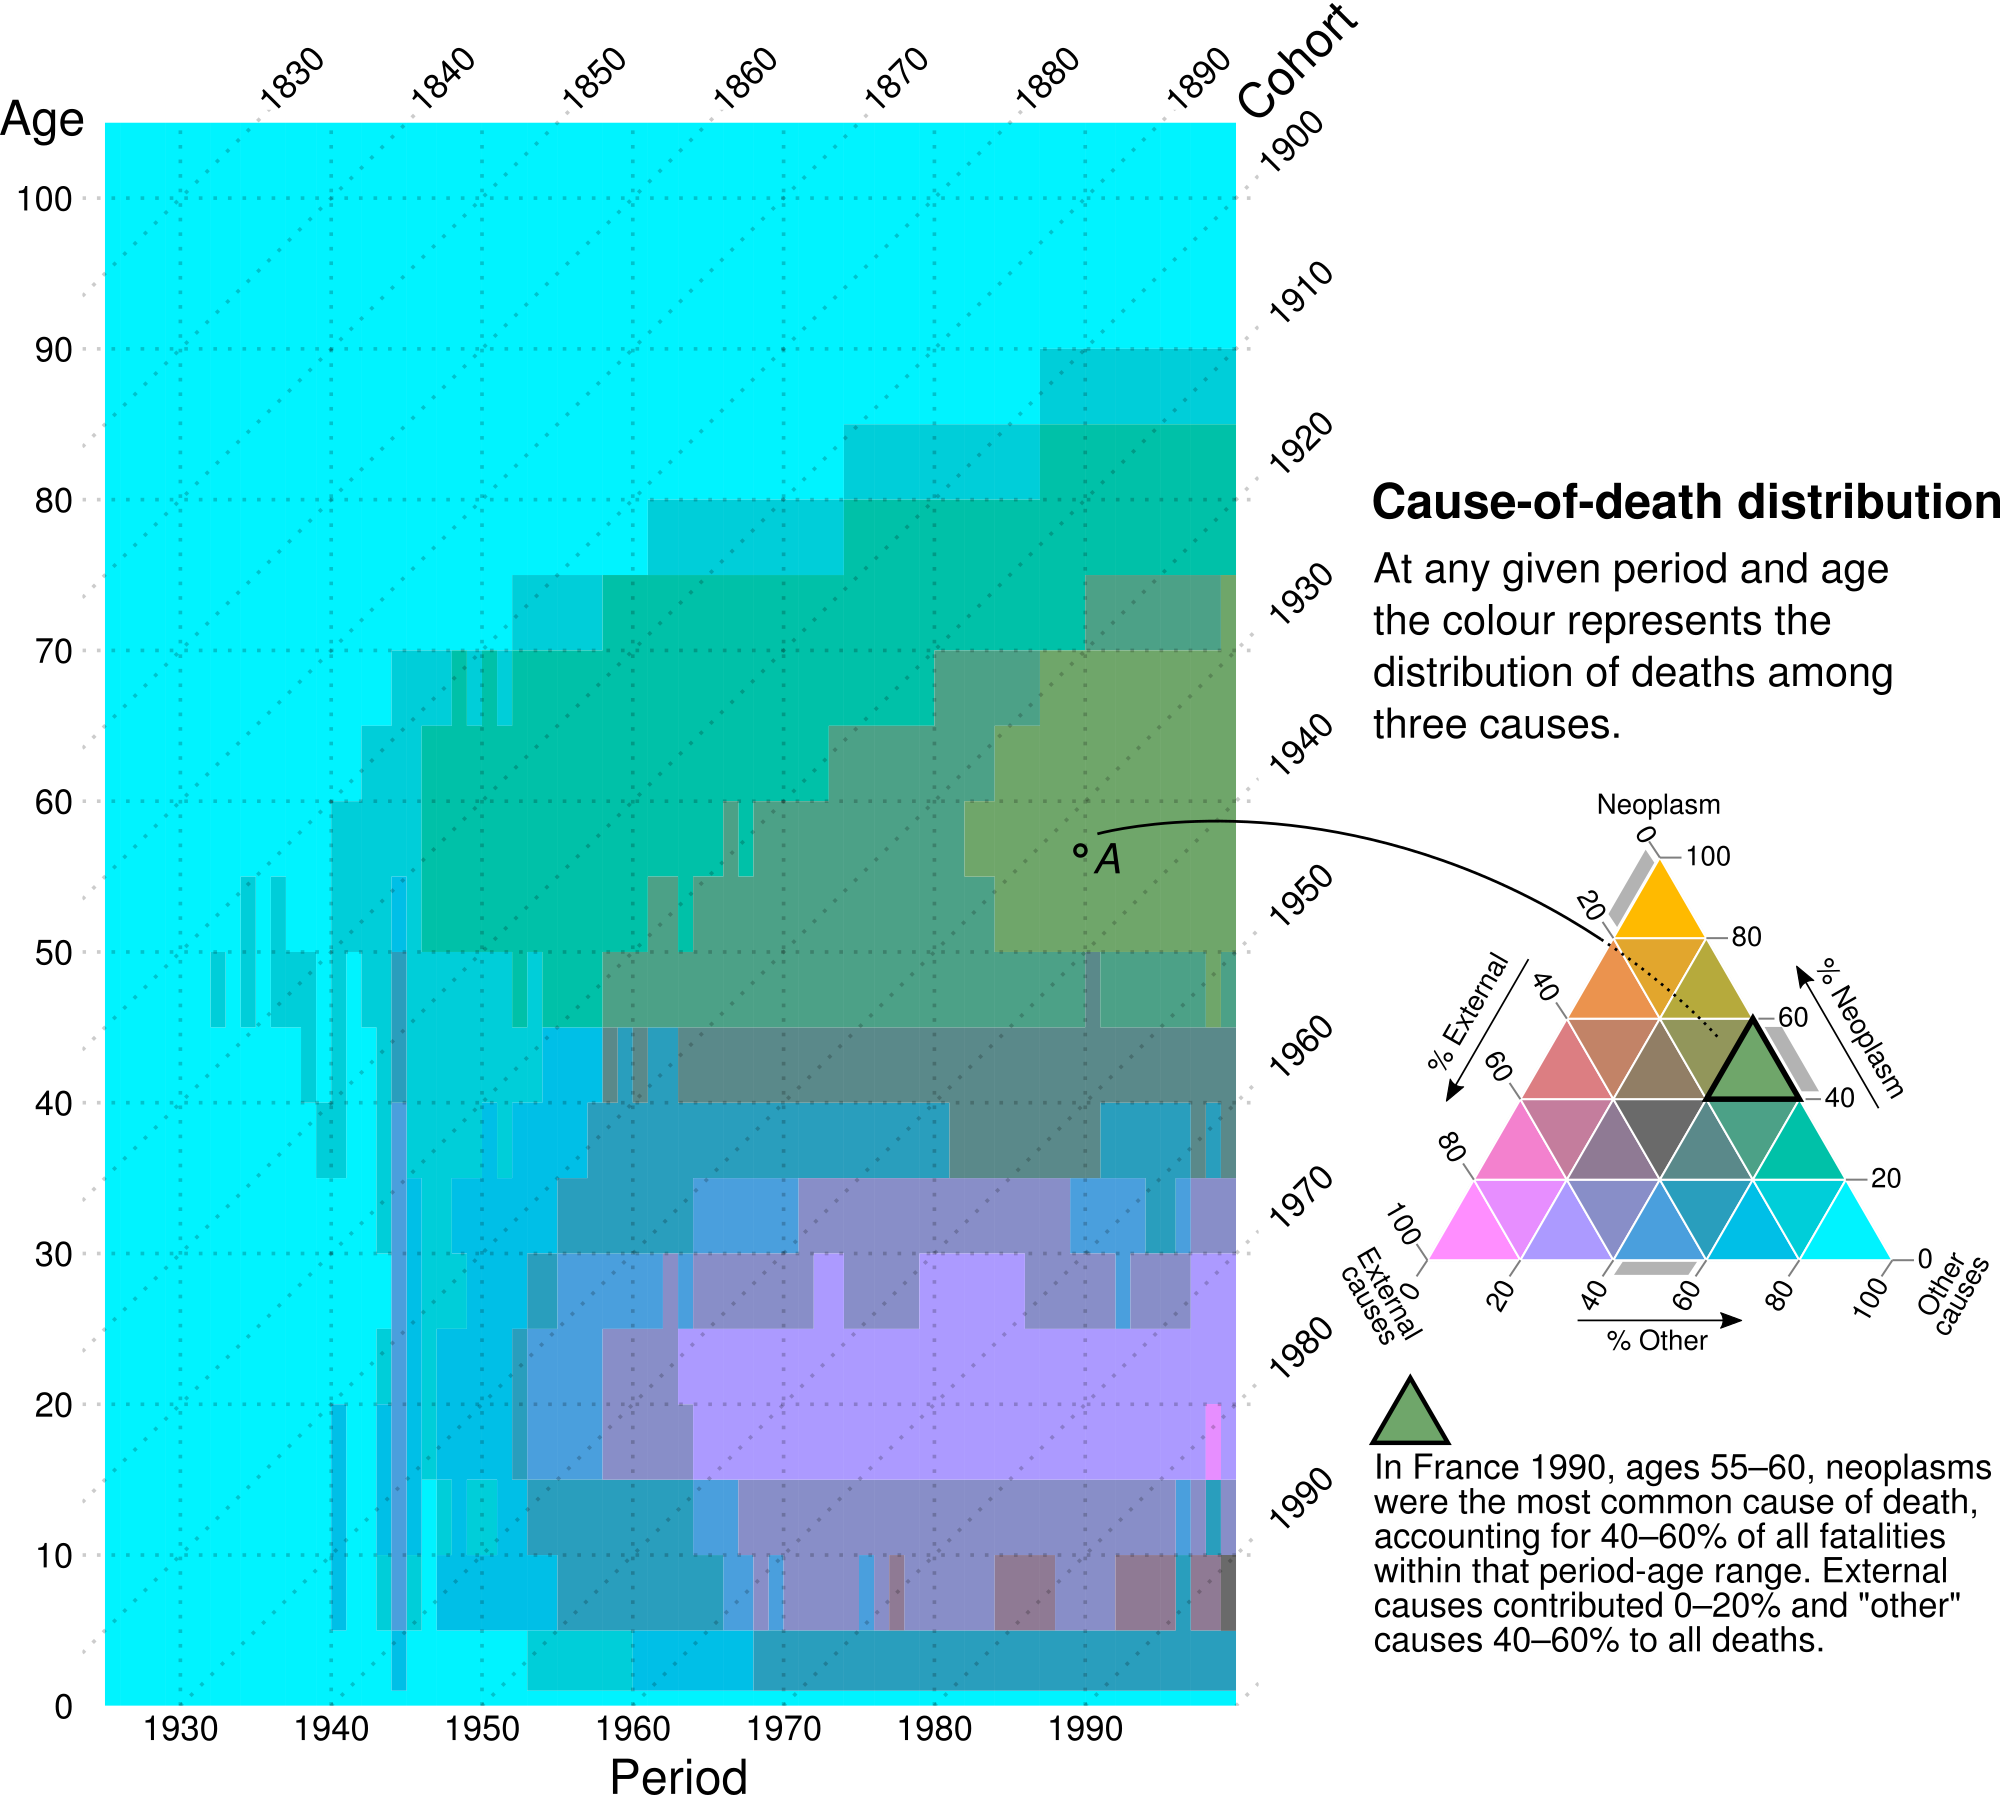 1830
1840
1850
1860
1870
1880
1890
Cohort
Age
1900
100
1910
90
1920
80
Cause-of-death distribution
At any given period and age
the colour represents the
distribution of deaths among
three causes.
1930
70
1940
60
A
1950
50
1960
40
1970
30
1980
20
1990
10
0
1930
1940
1950
1960
1970
1980
1990
Period
Neoplasm
0
20
40
60
80
100
% External
100
80
60
40
20
0
% Neoplasm
External
causes
0
20
40
60
80
100
% Other
Other
causes
In France 1990, ages 55–60, neoplasms
were the most common cause of death,
accounting for 40–60% of all fatalities
within that period-age range. External
causes contributed 0–20% and "other"
causes 40–60% to all deaths.